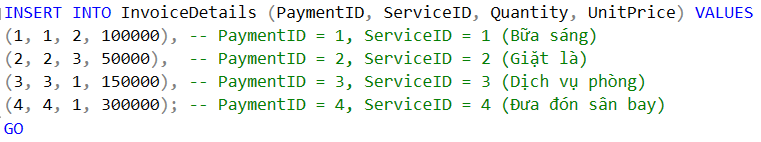 INSERT INTO InvoiceDetails (PaymentID, ServiceID, Quantity, UnitPrice) VALUES
(1, 1, 2, 100000), -- PaymentID = 1, ServiceID = 1 (Bữa sáng)
(2, 2, 3, 50000),  -- PaymentID = 2, ServiceID = 2 (Giặt là)
(3, 3, 1, 150000), -- PaymentID = 3, ServiceID = 3 (Dịch vụ phòng)
(4, 4, 1, 300000); -- PaymentID = 4, ServiceID = 4 (Đưa đón sân bay)
GO